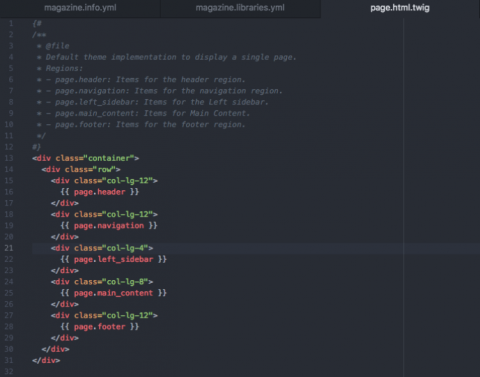 magazine.info.yml
magazine.libraries.yml
page.html.twig
1 {#
2 /**
3 * @file
4 * Default theme implementation to display a single page.
5 * Regions:
6 * - page.header: Items for the header region.
7 * - page.navigation: Items for the navigation region.
8 * - page.left_sidebar: Items for the Left sidebar.
9 * - page.main_content: Items for Main Content.
10 * - page.footer: Items for the footer region.
11 */
12 #}
13 <div class="container">
14 <div class="row">
15 <div class="col-lg-12">
16 {{ page.header }}
17 </div>
18 <div class="col-lg-12">
19 {{ page.navigation }}
20 </div>
21 <div class="col-lg-4">
22 {{ page.left_sidebar }}
23 </div>
24 <div class="col-lg-8">
25 {{ page.main_content }}
26 </div>
27 <div class="col-lg-12">
28 {{ page.footer }}
29 </div>
30 </div>
31 </div>
32